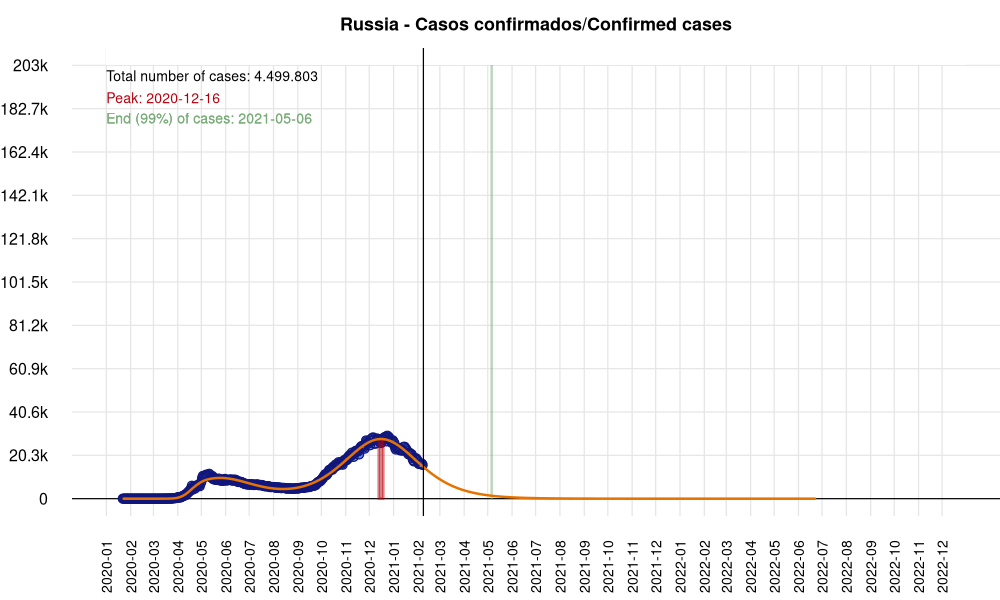 Russia - Casos confirmados/Confirmed cases
Total number of cases: 4.499.803
Peak: 2020-12-16
End (99%) of cases: 2021-05-06
203k
182.7k
162.4k
142.1k
121.8k
101.5k
81.2k
60.9k
40.6k
20.3k
0
2020-01
2020-02
2020-03
2020-04
2020-05
2020-06
2020-07
2020-08
2020-09
2020-10
2020-11
2020-12
2021-01
2021-02
2021-03
2021-04
2021-05
2021-06
2021-07
2021-08
2021-09
2021-10
2021-11
2021-12
2022-01
2022-02
2022-03
2022-04
2022-05
2022-06
2022-07
2022-08
2022-09
2022-10
2022-11
2022-12